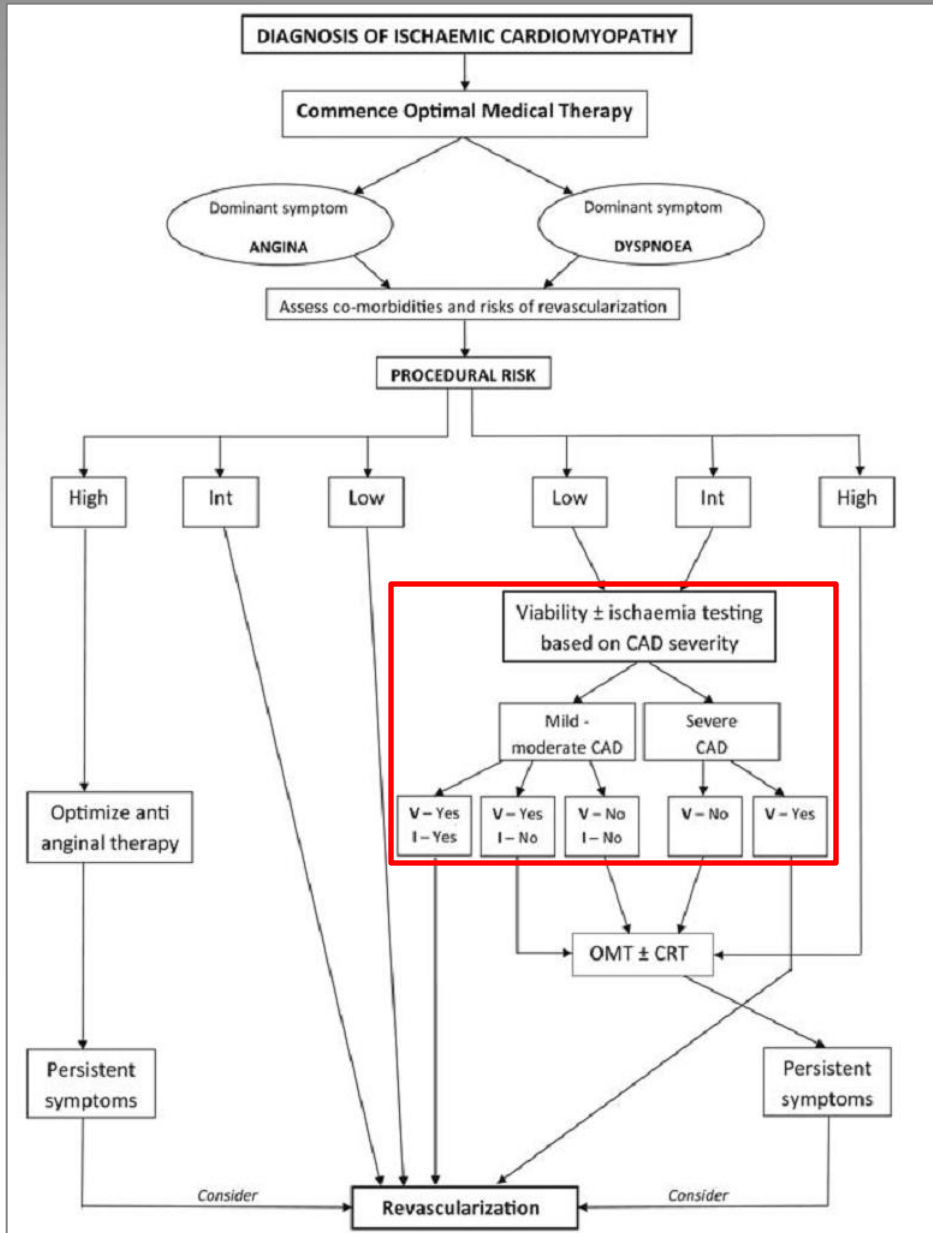 DIAGNOSIS OF ISCHAEMIC CARDIOMYOPATHY
Commence Optimal Medical Therapy
Dominant symptom
ANGINA
Dominant symptom
DYSPNOEA
Assess co-morbidities and risks of revascularization
PROCEDURAL RISK
High
Int
Low
Low
Int
High
Viability ± ischaemia testing
based on CAD severity
Mild -
moderate CAD
Severe
CAD
V – Yes
I – Yes
V – Yes
I – No
V – No
I – No
V – No
V – Yes
Optimize anti
anginal therapy
OMT ± CRT
Persistent
symptoms
Persistent
symptoms
Consider
Revascularization
Consider